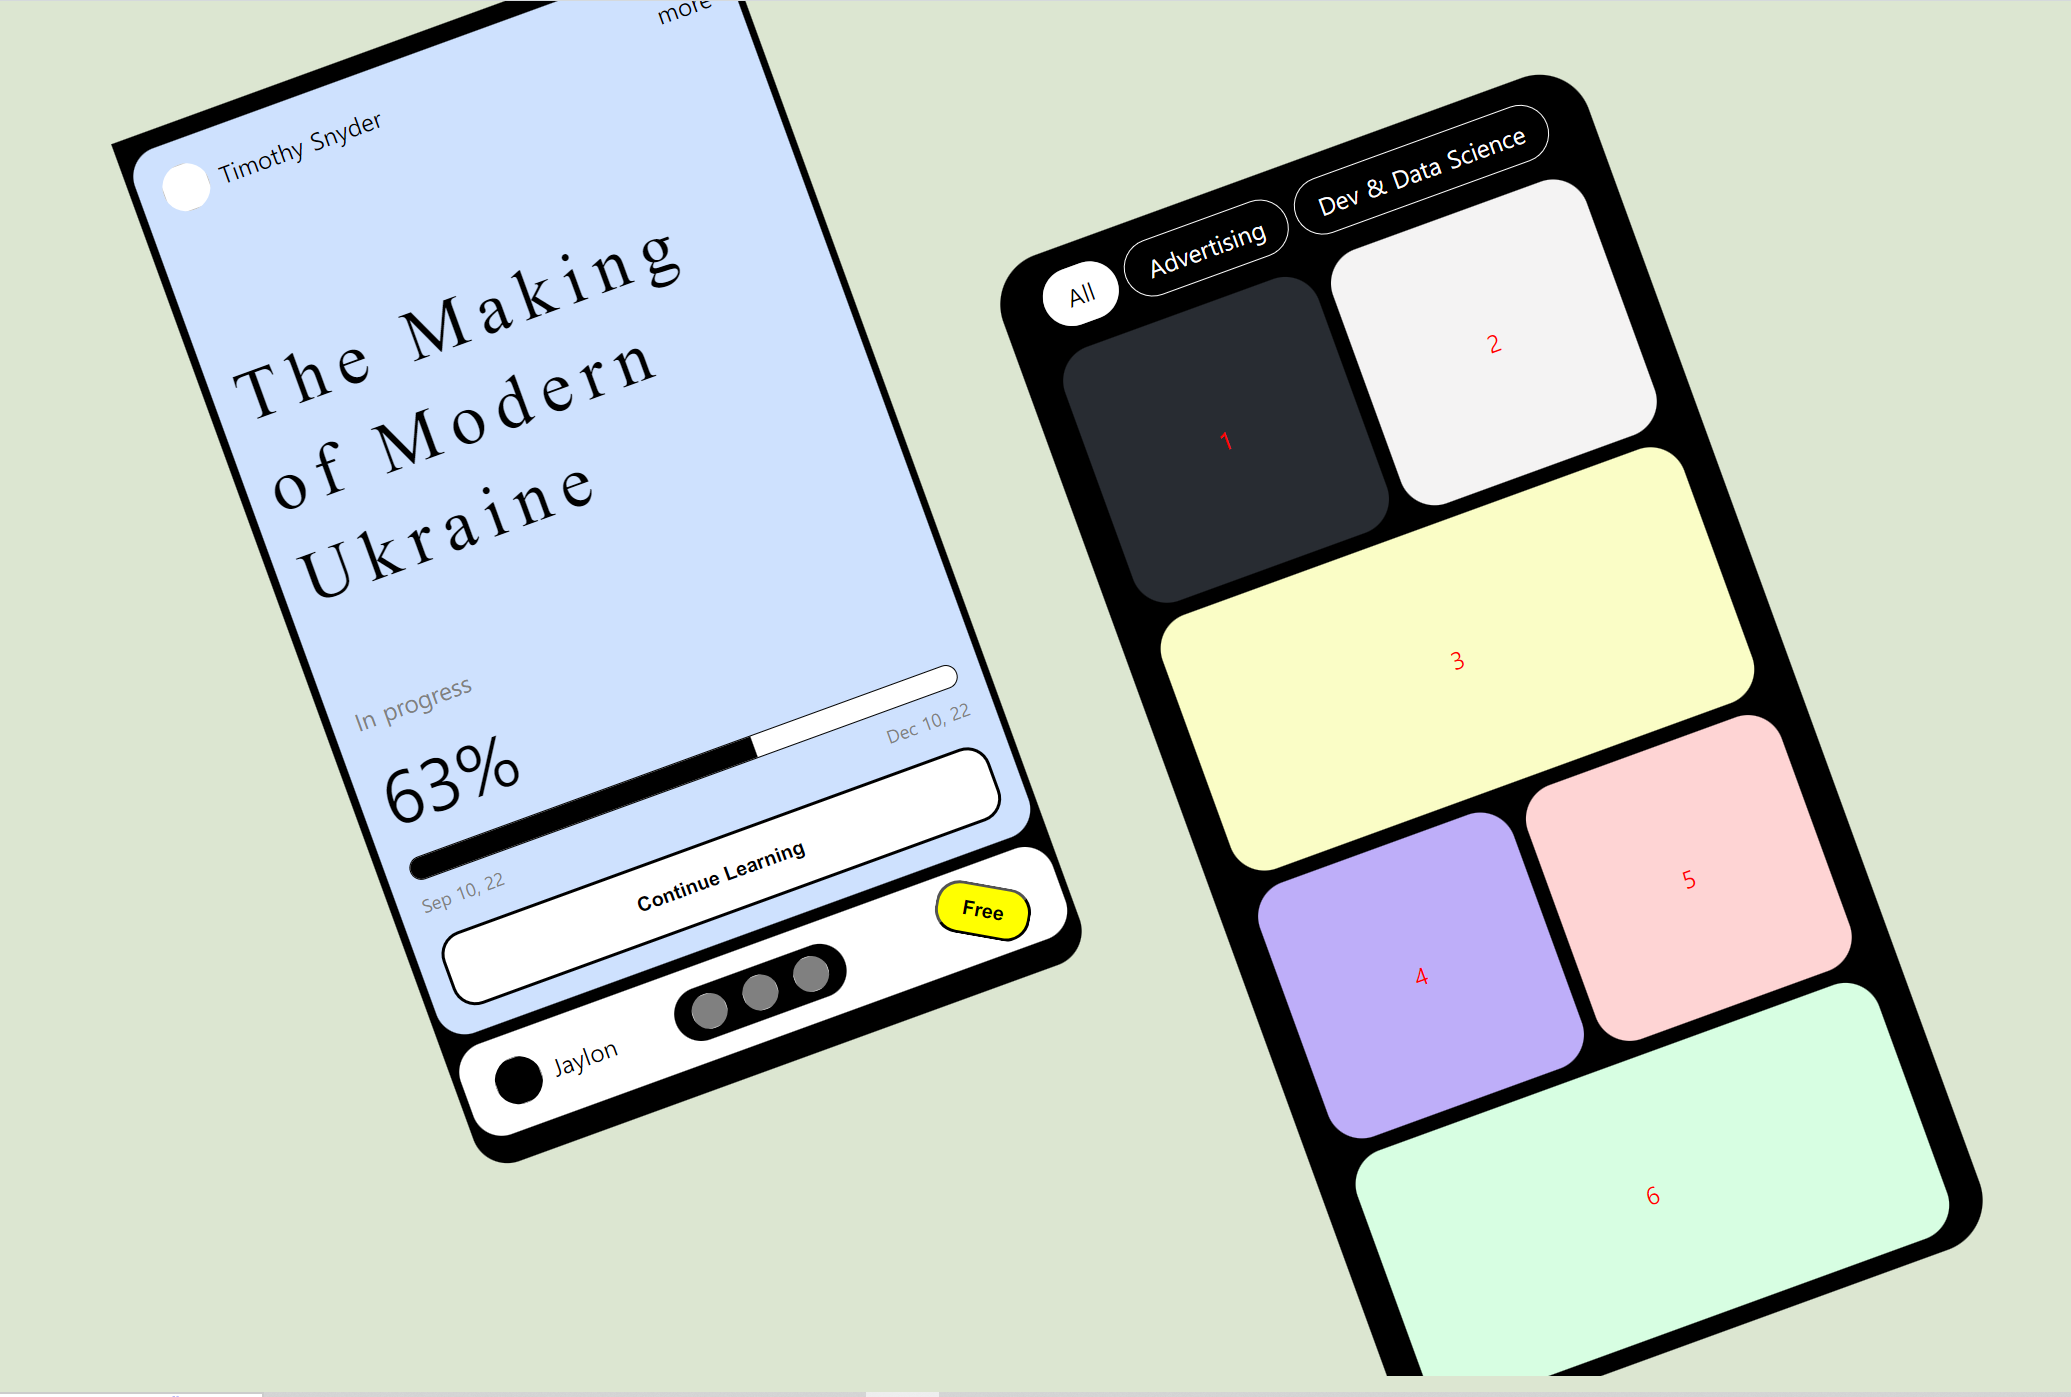 more
Timothy Snyder
The Making
of Modern
Ukraine
In progress
63%
Sep 10, 22
Dec 10, 22
Continue Learning
Jaylon
Free
All
Advertising
Dev & Data Science
1
2
3
4
5
6